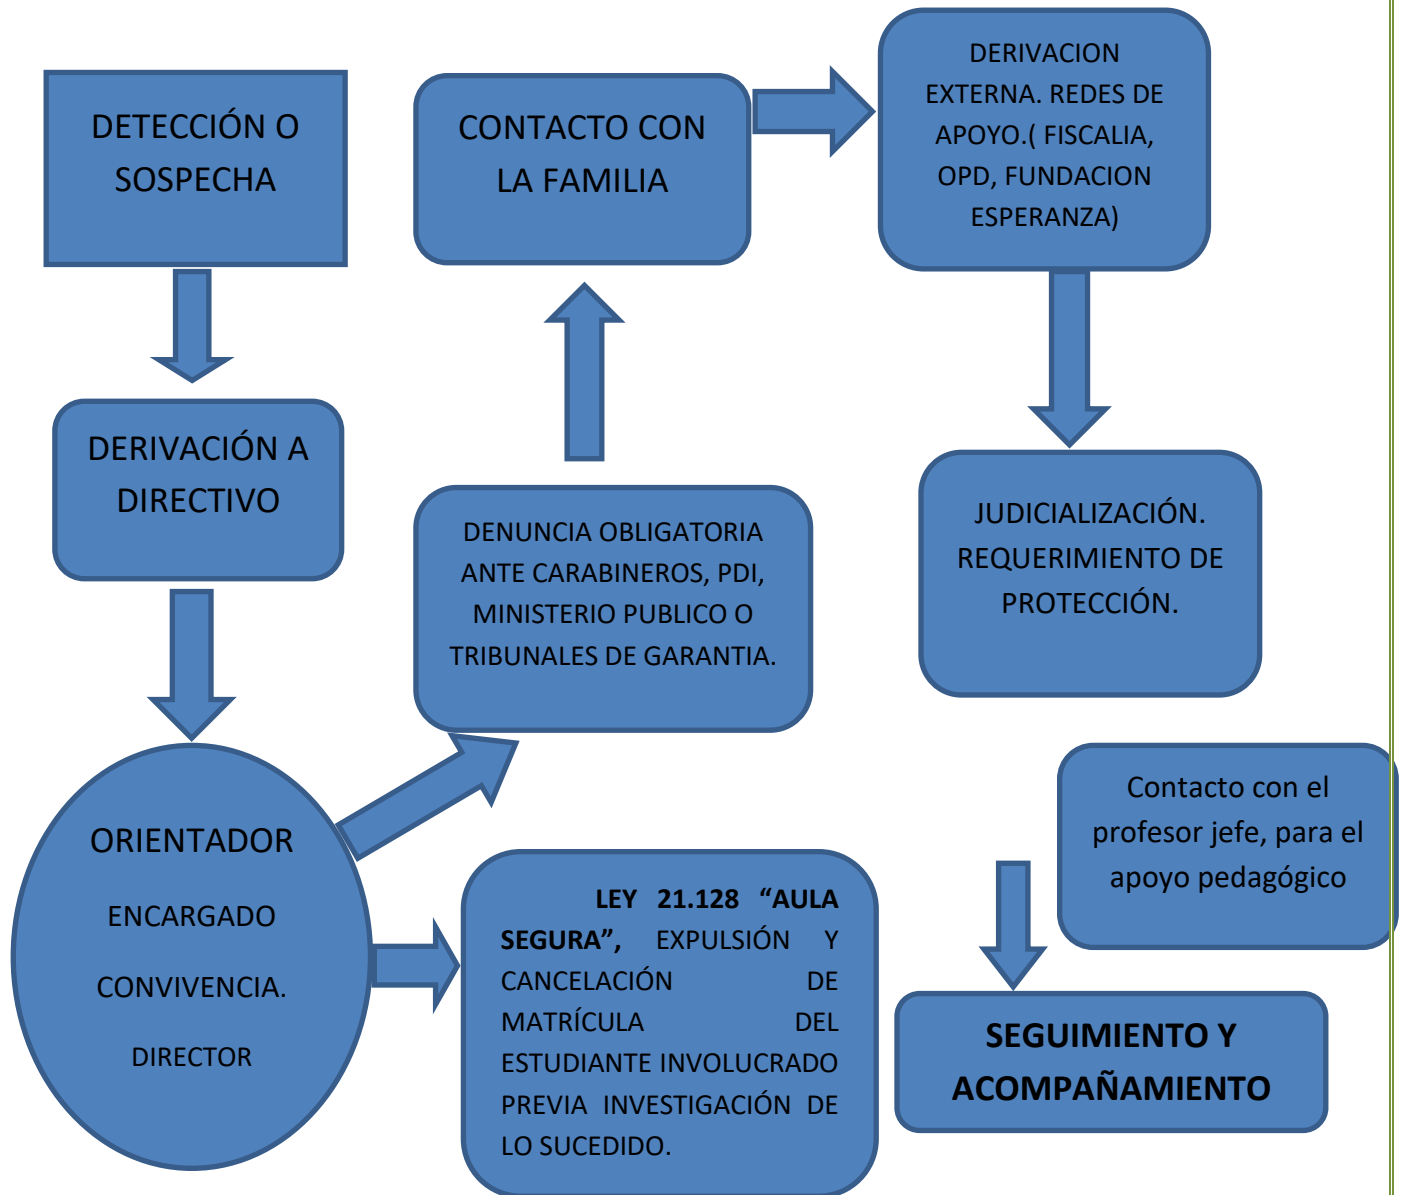 DETECCIÓN O
SOSPECHA
DERIVACIÓN A
DIRECTIVO
ORIENTADOR
ENCARGADO
CONVIVENCIA.
DIRECTOR
DENUNCIA OBLIGATORIA
ANTE CARABINEROS, PDI,
MINISTERIO PUBLICO O
TRIBUNALES DE GARANTIA.
CONTACTO CON
LA FAMILIA
DERIVACION
EXTERNA. REDES DE
APOYO.( FISCALIA,
OPD, FUNDACION
ESPERANZA)
JUDICIALIZACIÓN.
REQUERIMIENTO DE
PROTECCIÓN.
LEY 21.128 “AULA
SEGURA”, EXPULSIÓN Y
CANCELACIÓN DE
MATRÍCULA DEL
ESTUDIANTE INVOLUCRADO
PREVIA INVESTIGACIÓN DE
LO SUCEDIDO.
Contacto con el
profesor jefe, para el
apoyo pedagógico
SEGUIMIENTO Y
ACOMPAÑAMIENTO